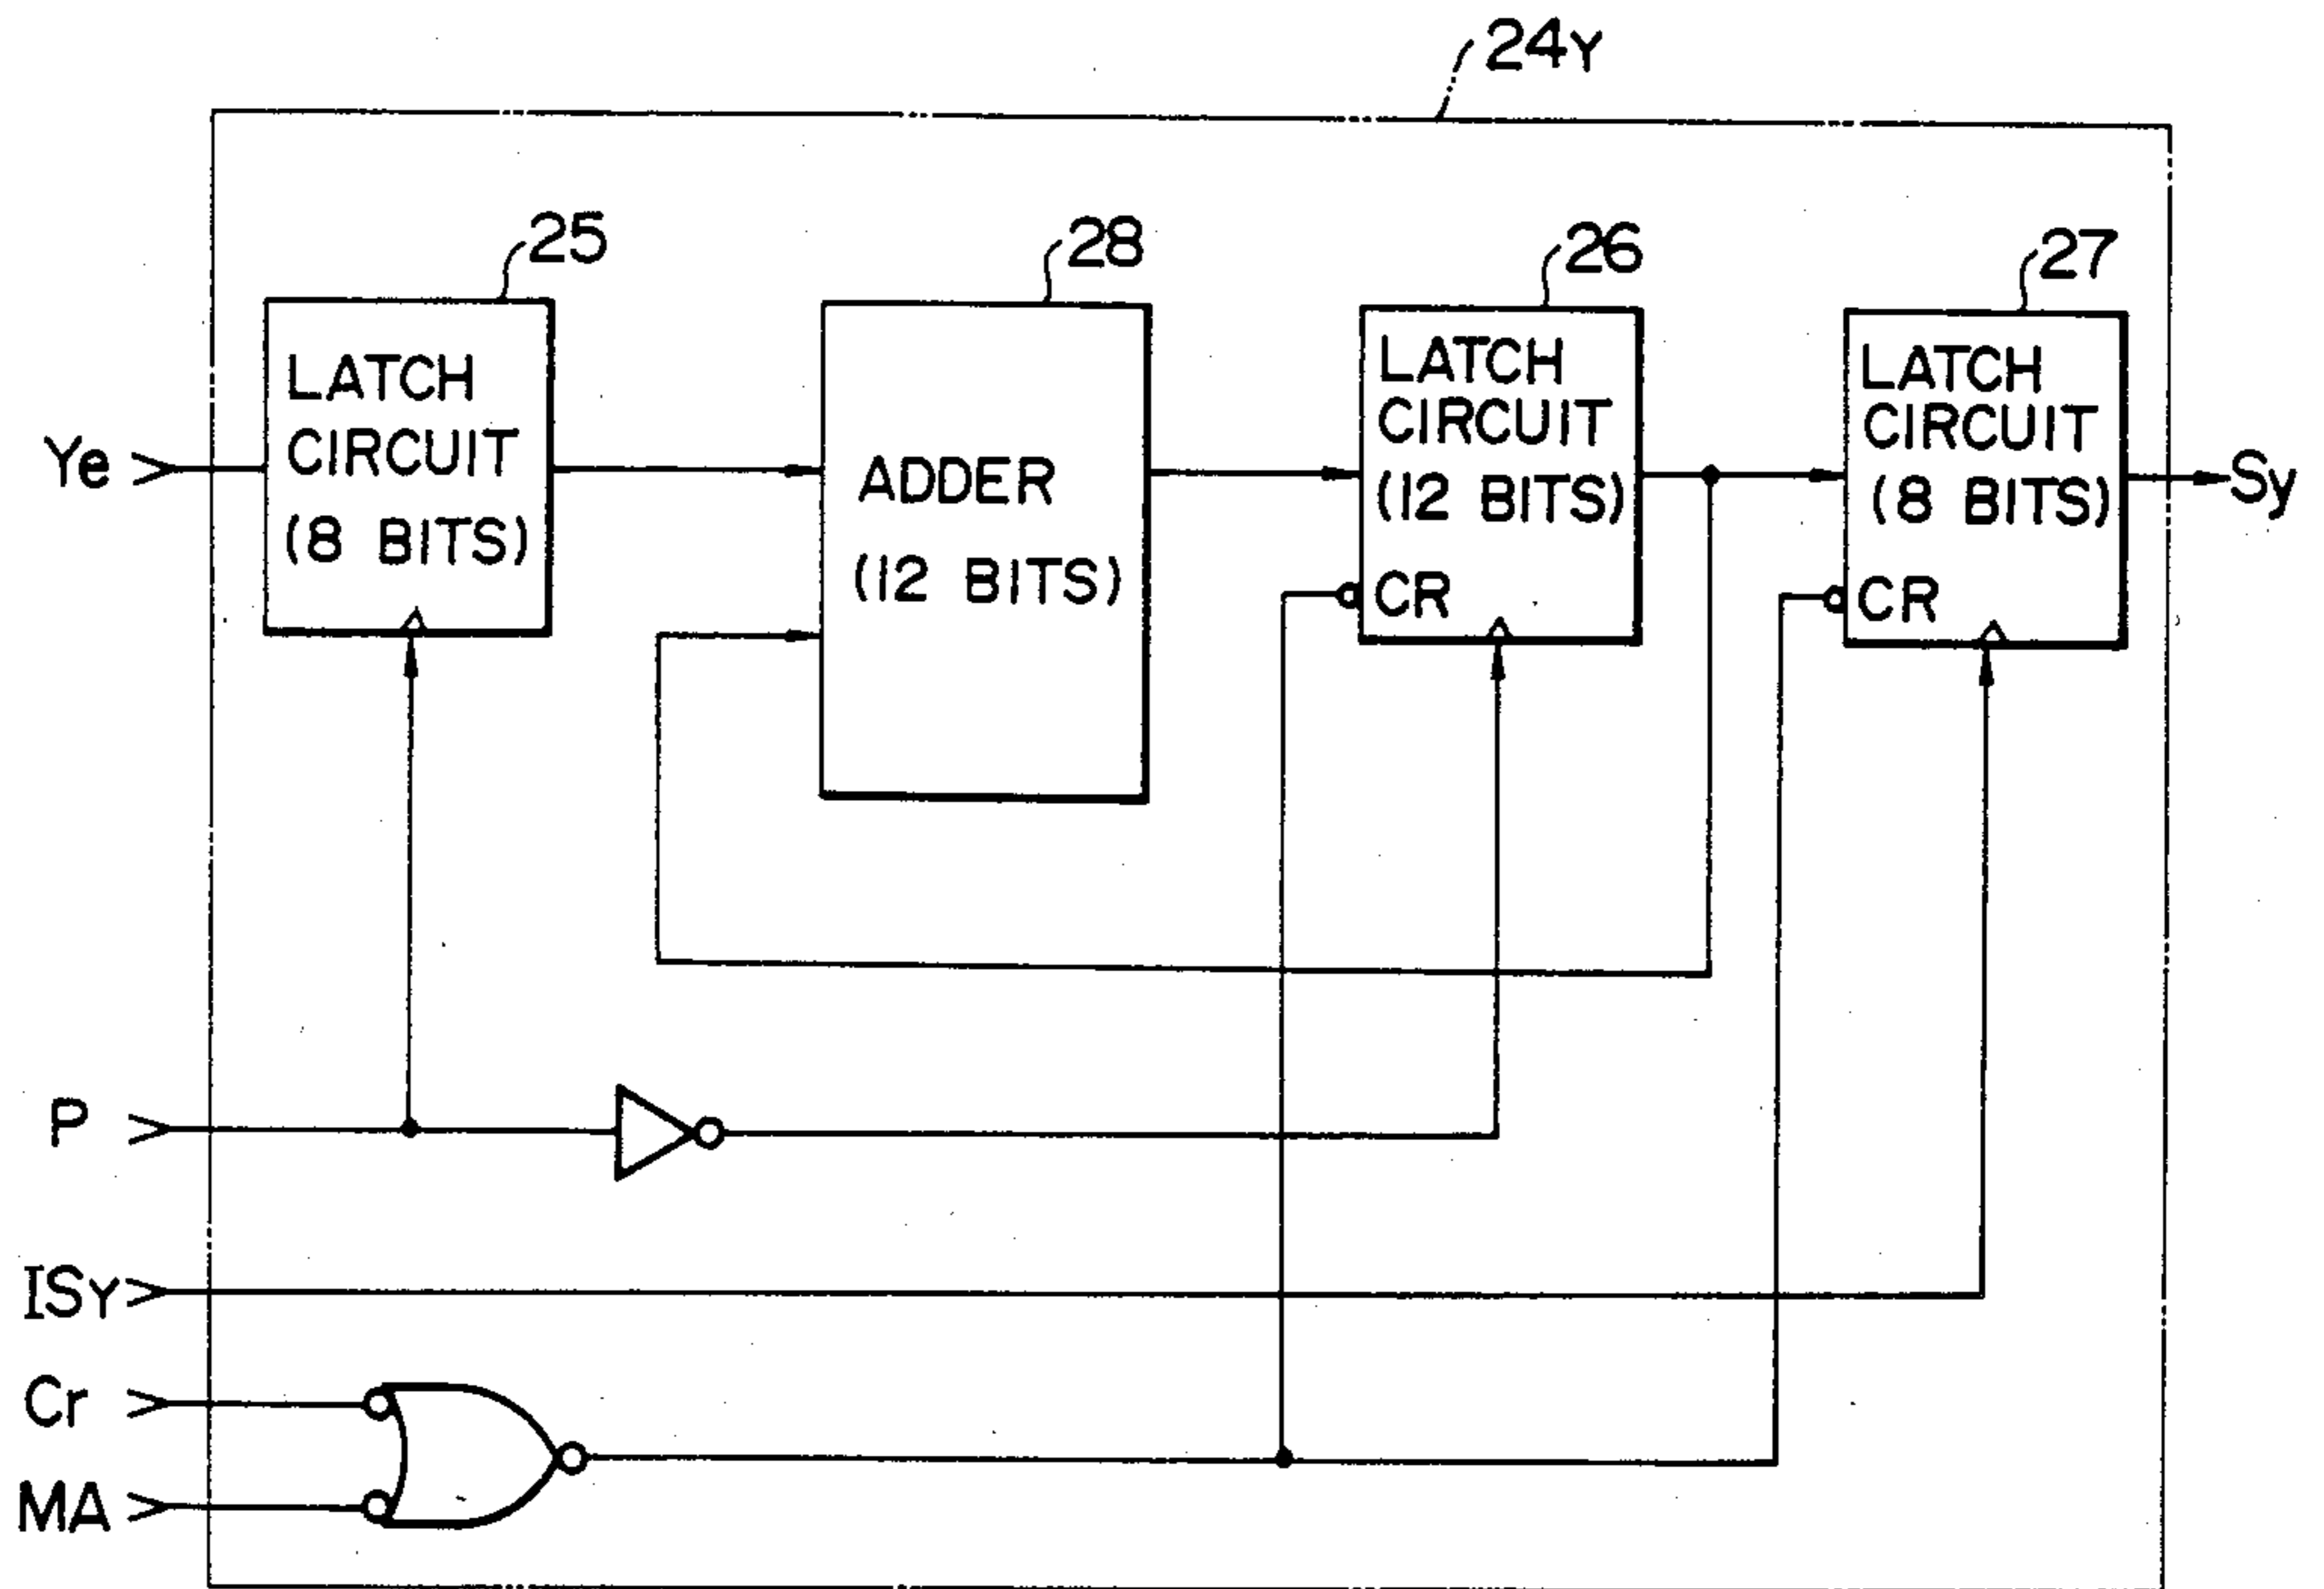 24Y
25
28
26
27
LATCH
CIRCUIT
(8 BITS)
ADDER
(12 BITS)
LATCH
CIRCUIT
(12 BITS)
CR
LATCH
CIRCUIT
(8 BITS)
CR
Ye
Sy
P
ISY
Cr
MA